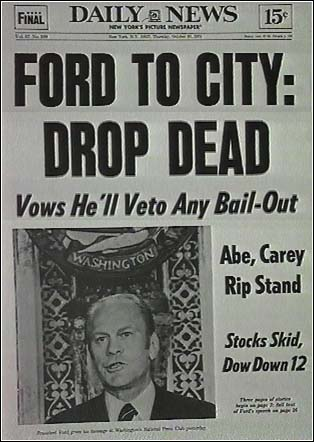 FINAL
DAILY NEWS
15¢
NEW YORK'S PICTURE NEWSPAPER
New York, N.Y. 10017, Thursday, October 30, 1975
FORD TO CITY:
DROP DEAD
Vows He'll Veto Any Bail-Out
WASHINGTON
Abe, Carey
Rip Stand
Stocks Skid,
Dow Down 12
Three pages of stories
begin on page 3; full text
of Ford's speech on page 36
President Ford gives his message at Washington's National Press Club yesterday.